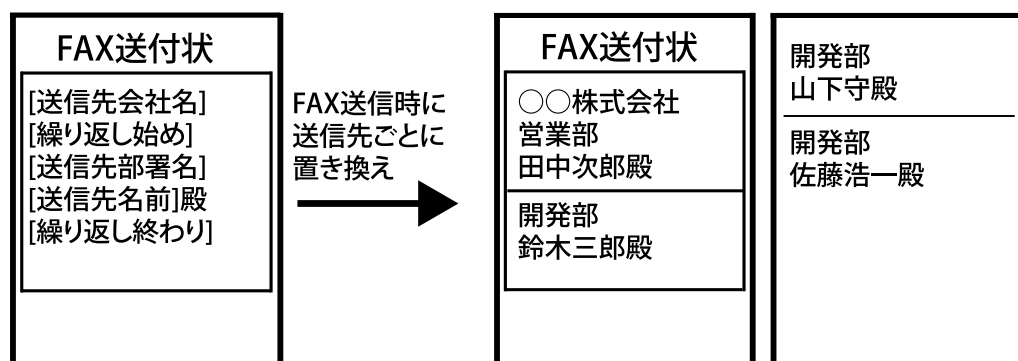 FAX送付状
[送信先会社名]
[繰り返し始め]
[送信先部署名]
[送信先名前]殿
[繰り返し終わり]
FAX送信時に
送信先ごとに
置き換え
FAX送付状
○○株式会社
営業部
田中次郎殿
開発部
鈴木三郎殿
開発部
山下守殿
開発部
佐藤浩一殿